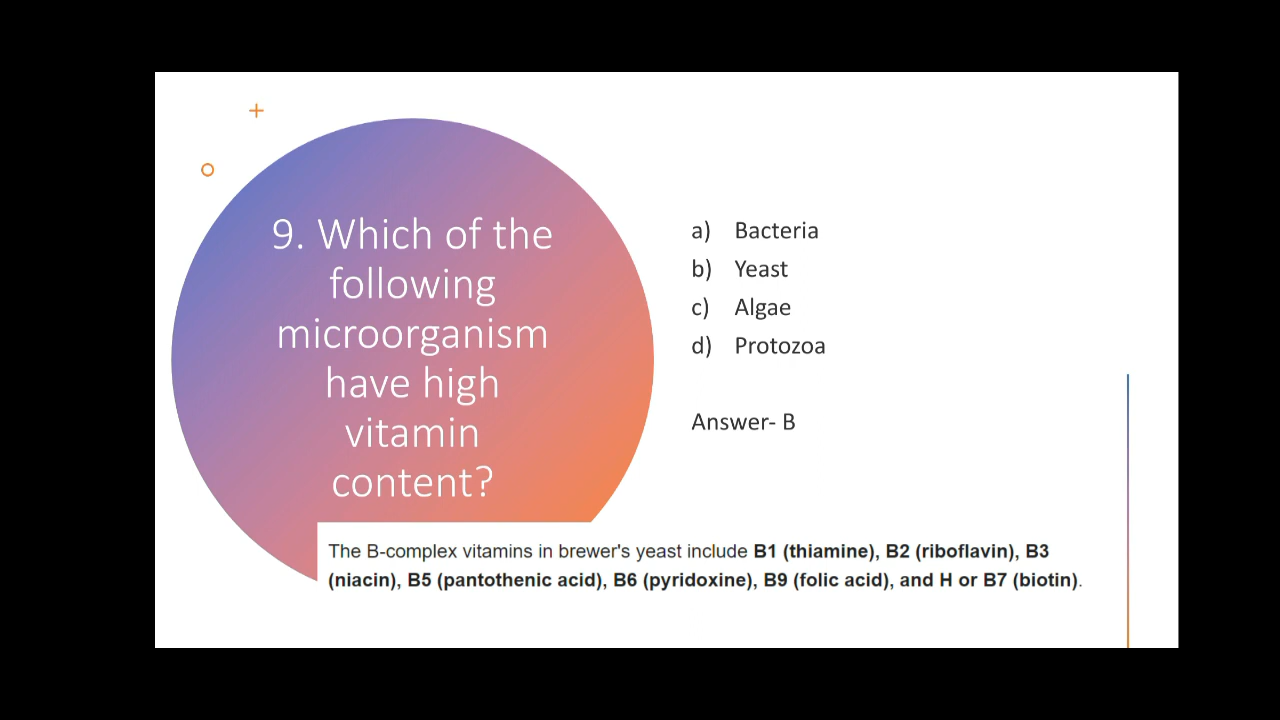 9. Which of the
following
microorganism
have high
vitamin
content?
a) Bacteria
b) Yeast
c) Algae
d) Protozoa
Answer- B
The B-complex vitamins in brewer's yeast include B1 (thiamine), B2 (riboflavin), B3
(niacin), B5 (pantothenic acid), B6 (pyridoxine), B9 (folic acid), and H or B7 (biotin).